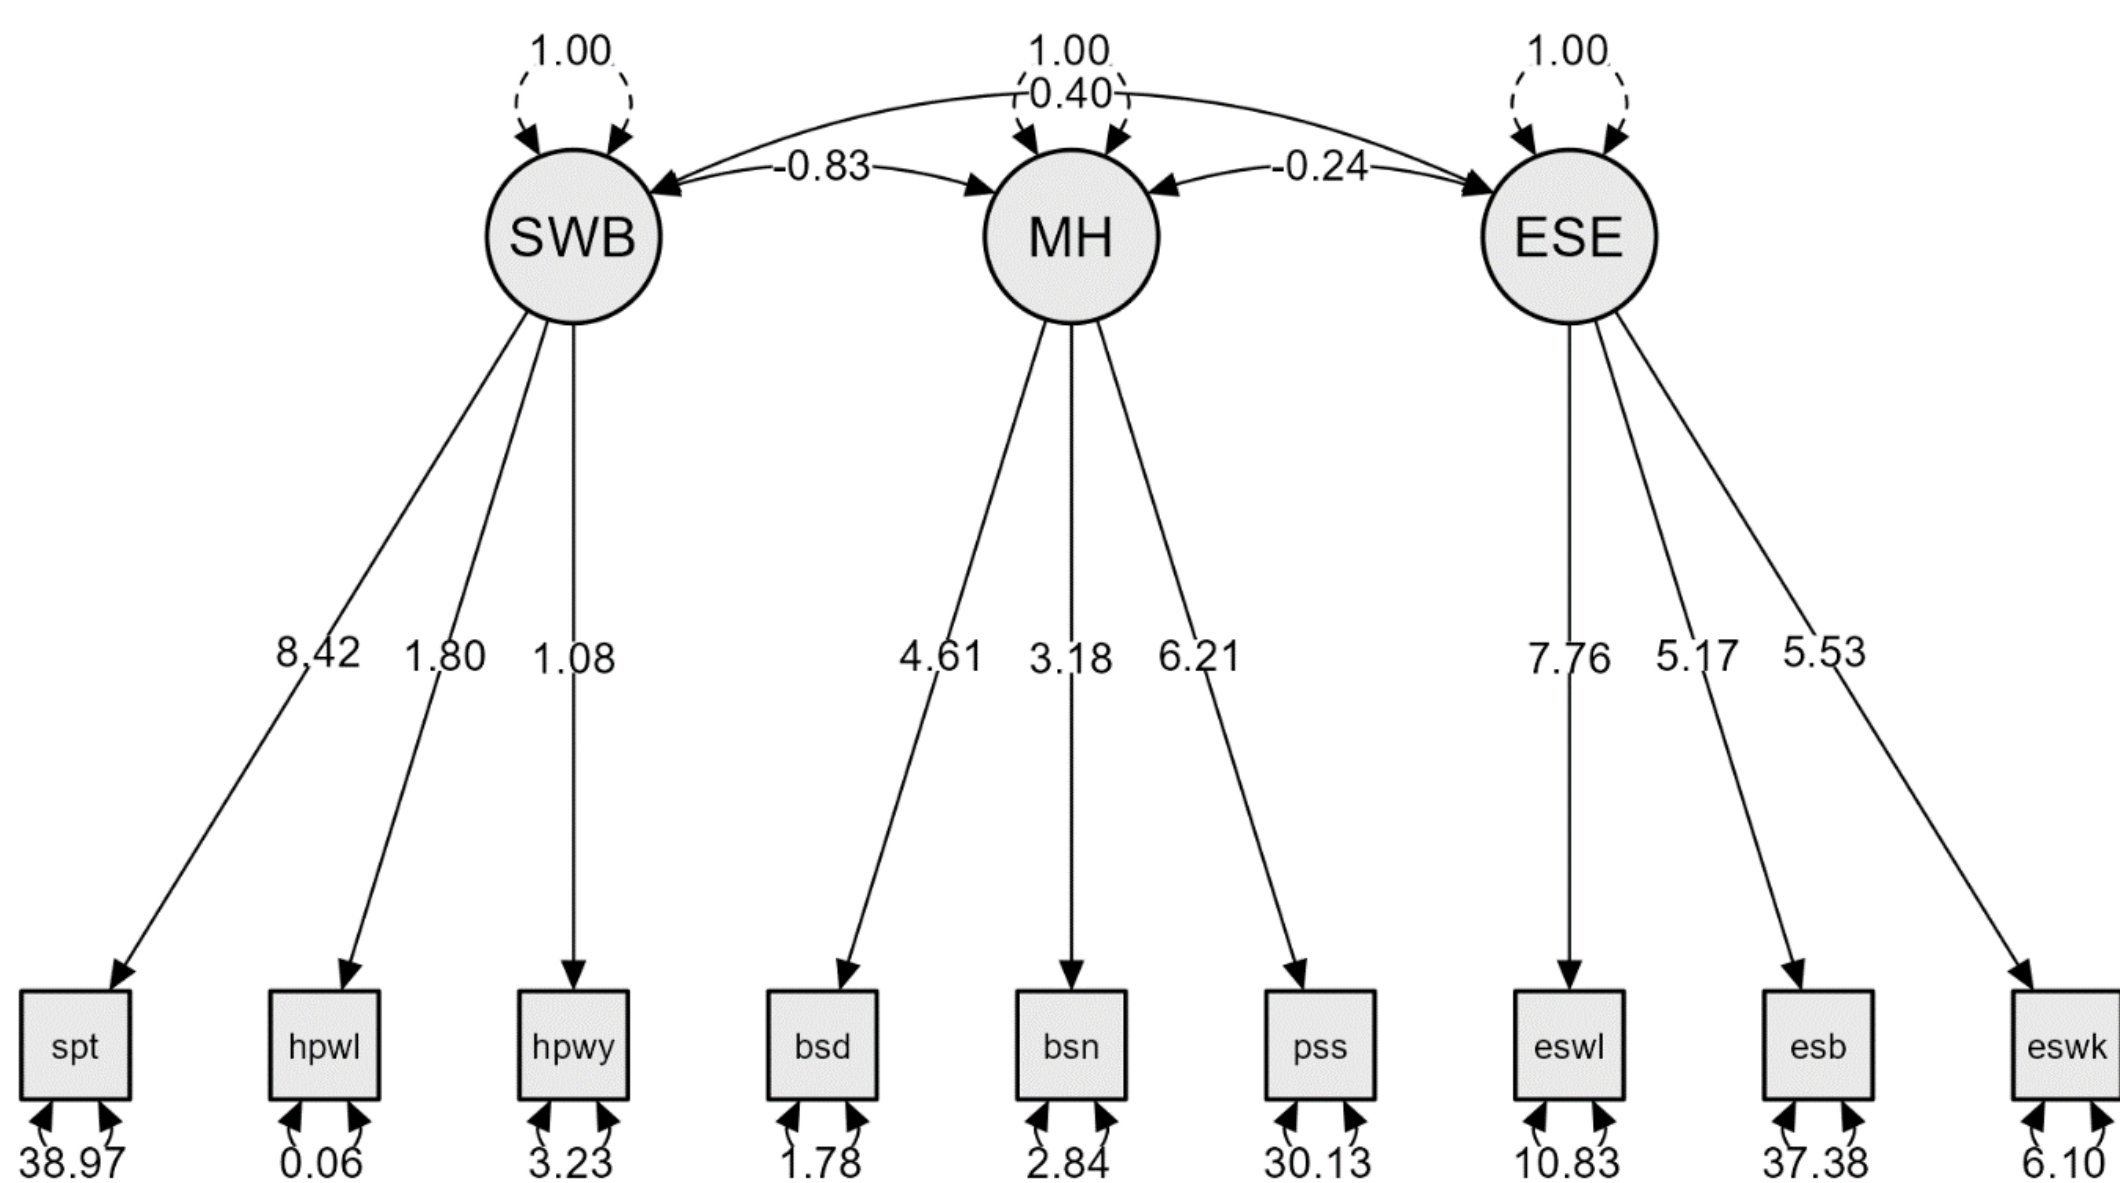 1.00 1.00 1.00
0.40
-0.83 -0.24
SWB MH ESE
8.42 1.80 1.08 4.61 3.18 6.21 7.76 5.17 5.53
spt hpwl hpwy bsd bsn pss eswl esb eswk
38.97 0.06 3.23 1.78 2.84 30.13 10.83 37.38 6.10